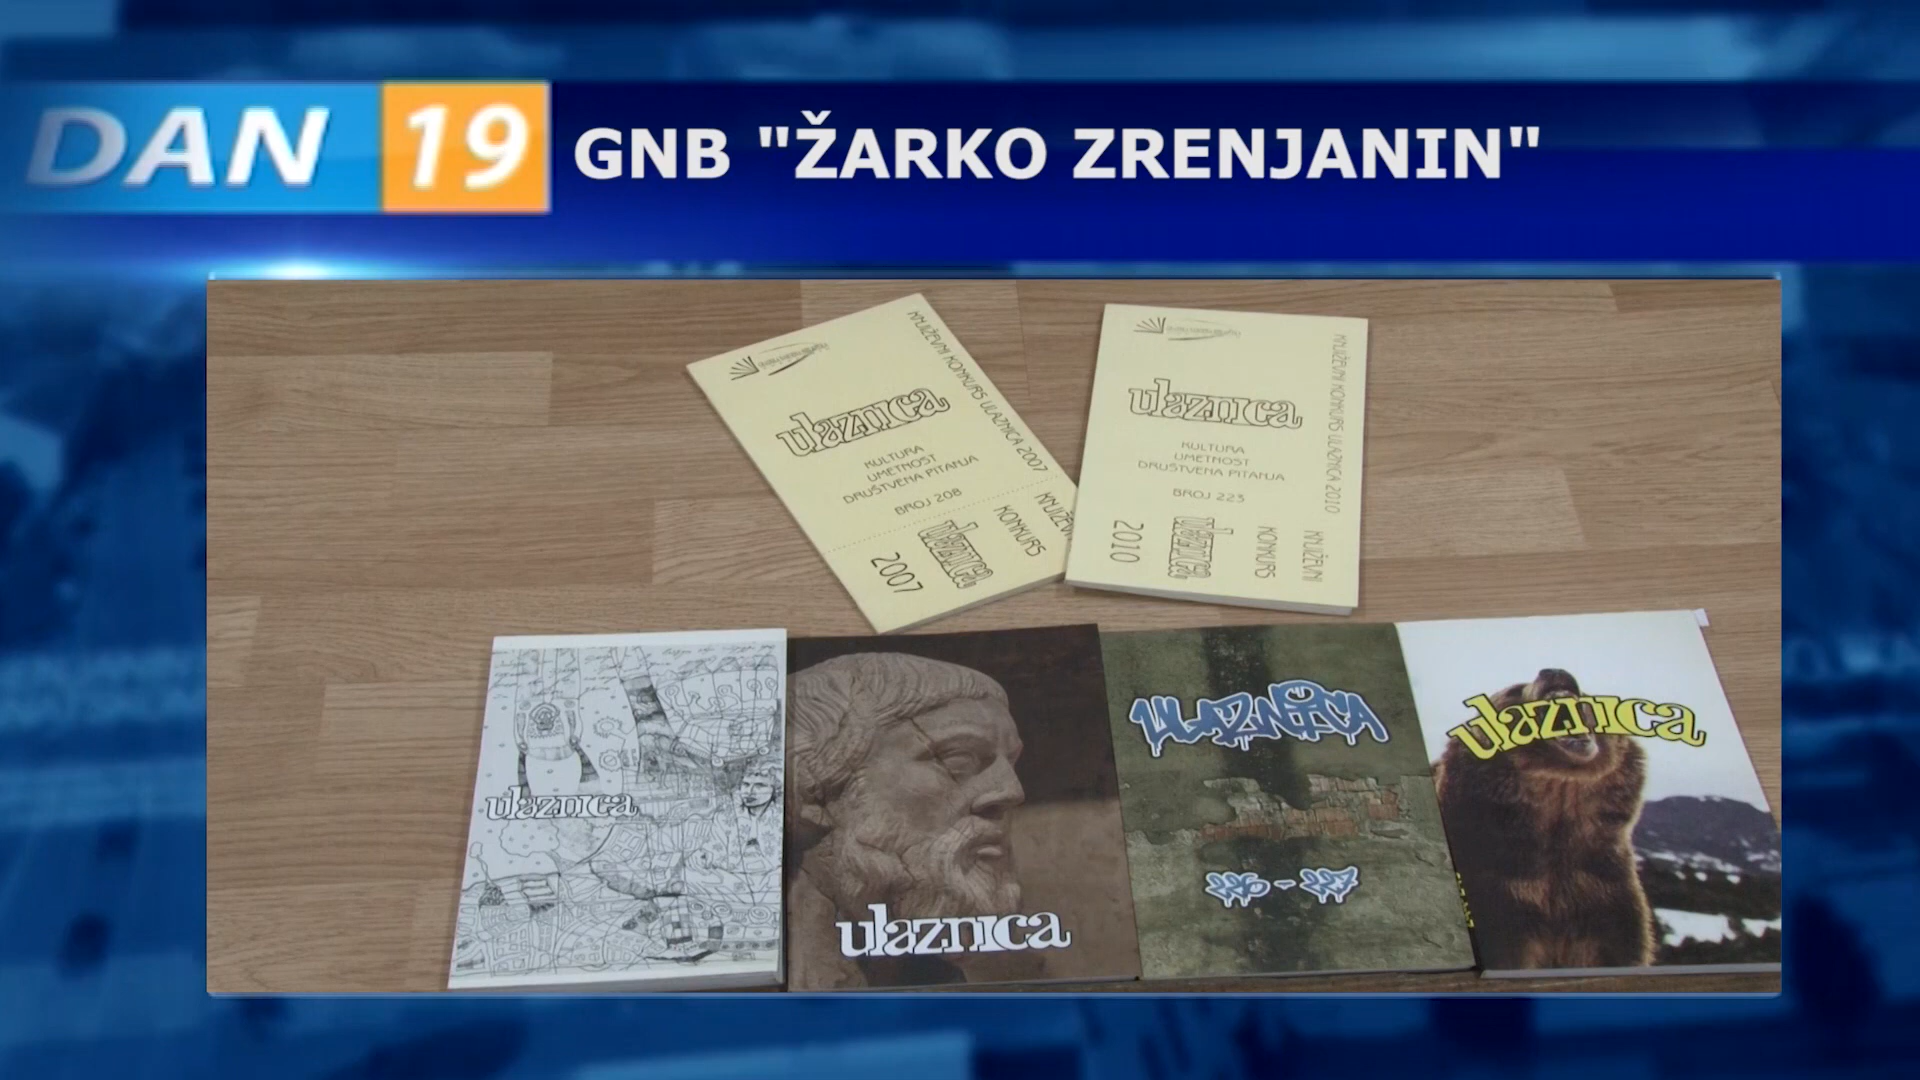 DAN 19
GNB "ŽARKO ZRENJANIN"
KNJIŽEVNI KONKURS ULAZNICA 2007
ulaznica
KULTURA
UMETNOST
DRUŠTVENA PITANJA
BROJ 208
KNJIŽEVNI
KONKURS
ulaznica
2007
KNJIŽEVNI KONKURS ULAZNICA 2010
ulaznica
KULTURA
UMETNOST
DRUŠTVENA PITANJA
BROJ 223
KNJIŽEVNI
KONKURS
ulaznica
2010
ulaznica
ulaznica
ULAZNICA
226 - 227
ulaznica